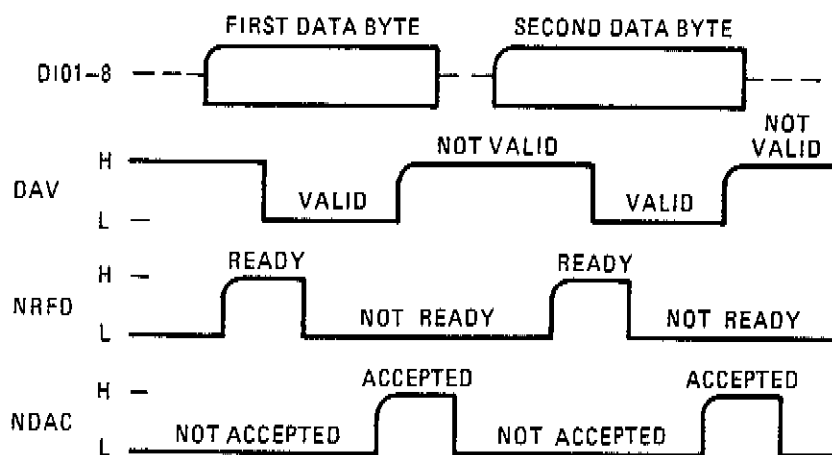 FIRST DATA BYTE SECOND DATA BYTE
DI01-8
NOT VALID
H NOT VALID
DAV
L VALID VALID
H READY READY
NRFD
L NOT READY NOT READY
H ACCEPTED ACCEPTED
NDAC
L NOT ACCEPTED NOT ACCEPTED